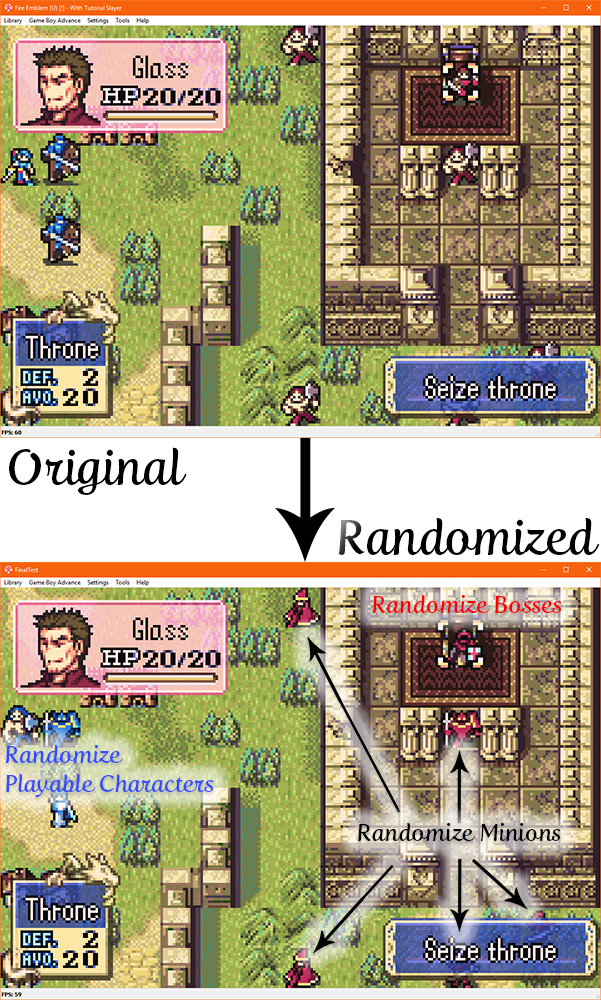 Fire Emblem (U) [!] - With Tutorial Slayer
Library Game Boy Advance Settings Tools Help
Glass
HP20/20
Throne
DEF. 2
AVO. 20
Seize throne
FPS: 60
Original
Randomized
FinalTest
Library Game Boy Advance Settings Tools Help
Randomize Bosses
Glass
HP20/20
Randomize
Playable Characters
Randomize Minions
Throne
DEF. 2
AVO. 20
Seize throne
FPS: 59